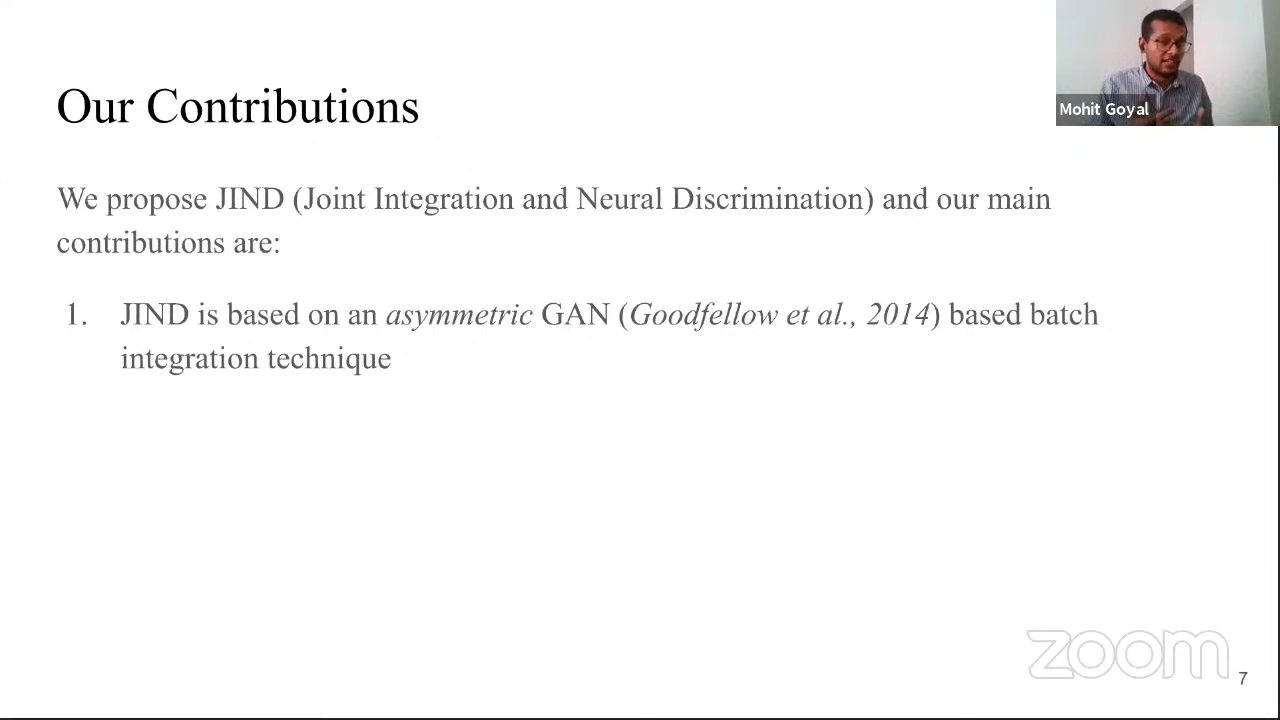 Our Contributions
Mohit Goyal
We propose JIND (Joint Integration and Neural Discrimination) and our main
contributions are:
1. JIND is based on an asymmetric GAN (Goodfellow et al., 2014) based batch
integration technique
zoom
7